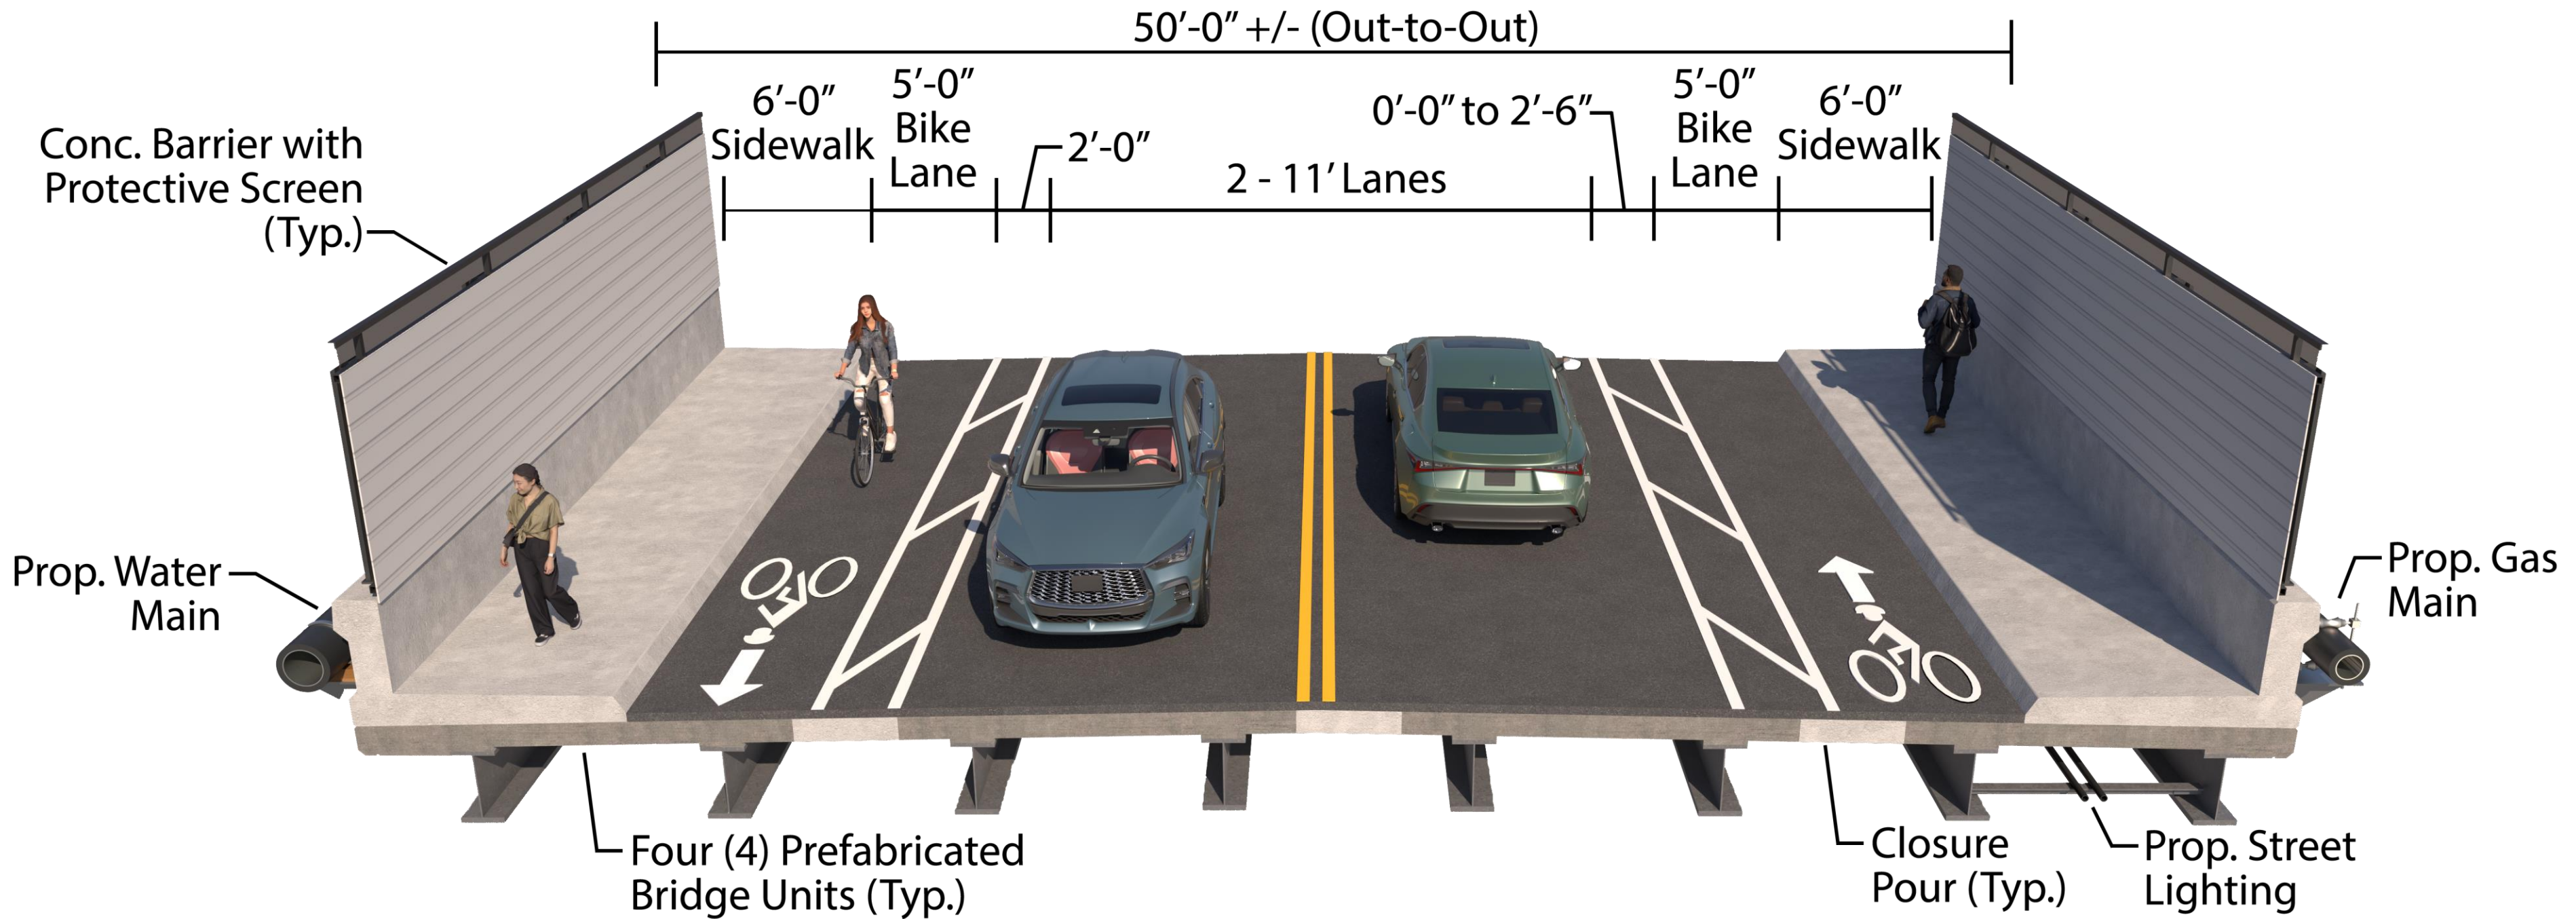 50′-0″ +/- (Out-to-Out)
6′-0″
Sidewalk
5′-0″
Bike
Lane
2′-0″
2 - 11′ Lanes
0′-0″ to 2′-6″
5′-0″
Bike
Lane
6′-0″
Sidewalk
Conc. Barrier with
Protective Screen
(Typ.)
Prop. Water
Main
Prop. Gas
Main
Four (4) Prefabricated
Bridge Units (Typ.)
Closure
Pour (Typ.)
Prop. Street
Lighting